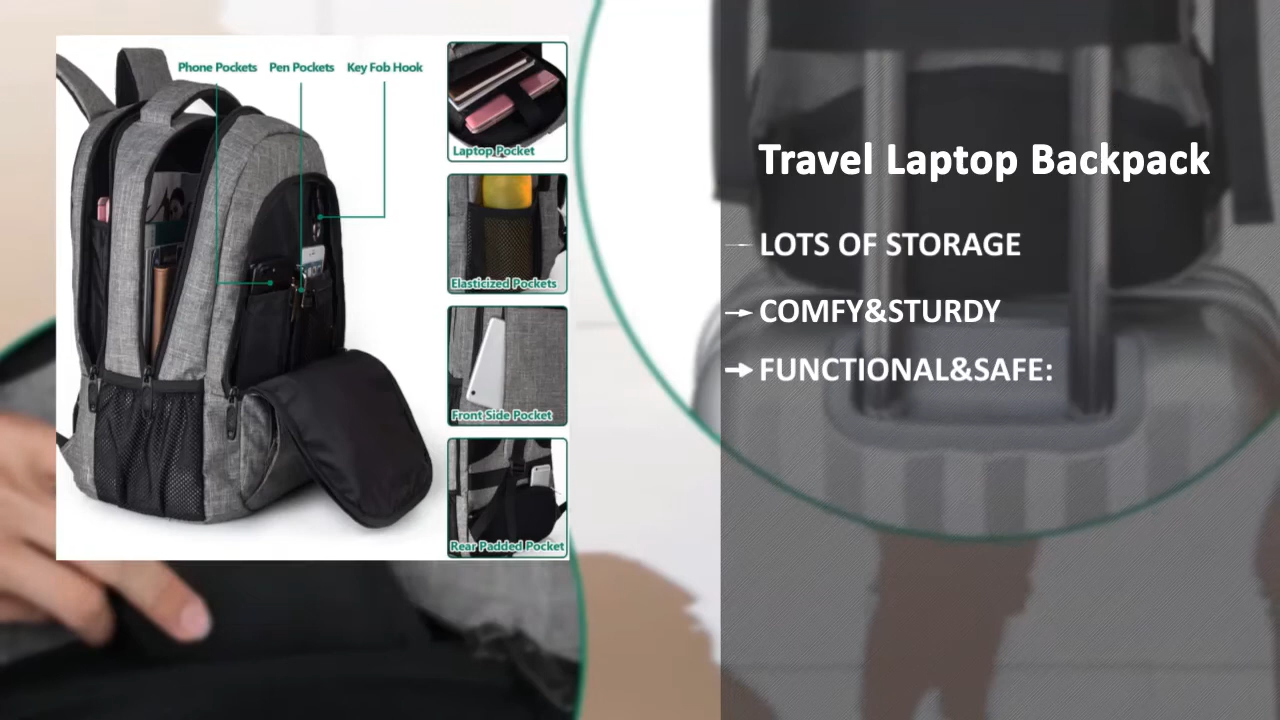 Phone Pockets Pen Pockets Key Fob Hook
Laptop Pocket
Elasticized Pockets
Front Side Pocket
Rear Padded Pocket
Travel Laptop Backpack
LOTS OF STORAGE
COMFY&STURDY
FUNCTIONAL&SAFE: